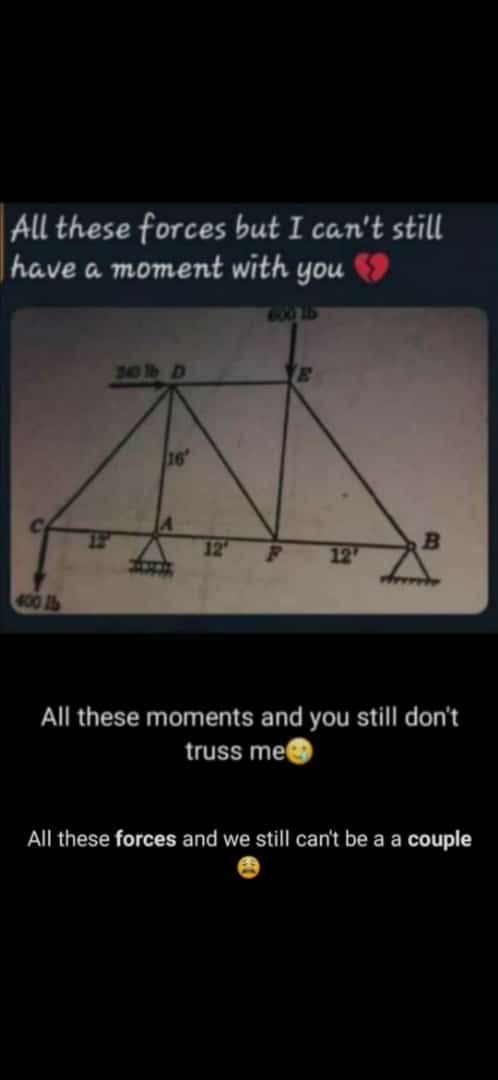 All these forces but I can't still
have a moment with you 💔
600 lb
240 lb D
E
16'
C
A
12'
12'
F
12'
B
400 lb
All these moments and you still don't
truss me🥲
All these forces and we still can't be a a couple
😩